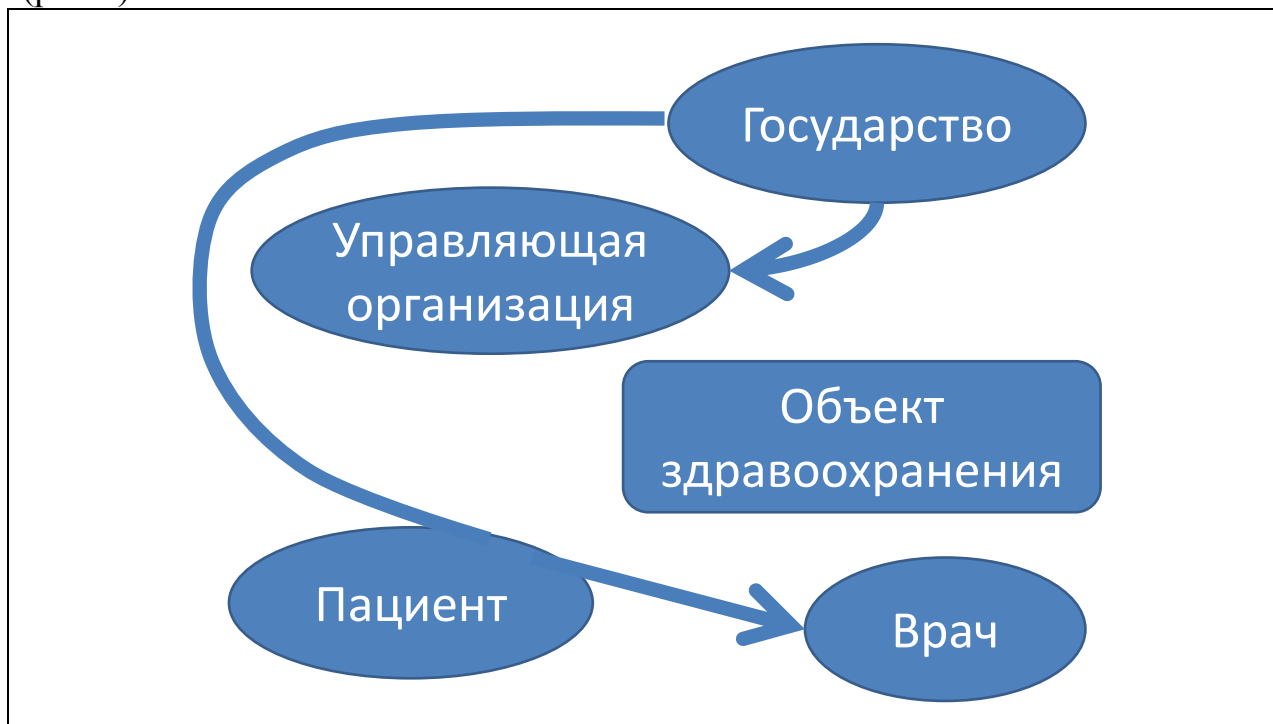 Государство
Управляющая
организация
Объект
здравоохранения
Пациент
Врач